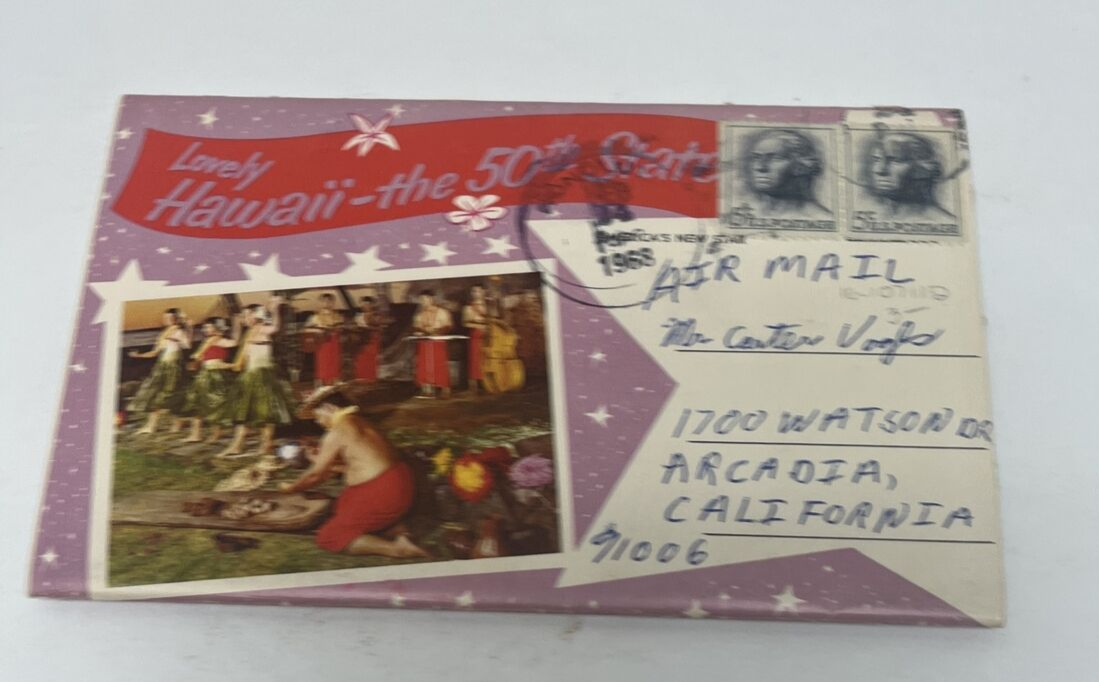 Lovely
Hawaii-the 50th State
5¢ U.S. POSTAGE
5¢ U.S. POSTAGE
1968
AIR MAIL
1700 WATSON DR
ARCADIA,
CALIFORNIA
91006